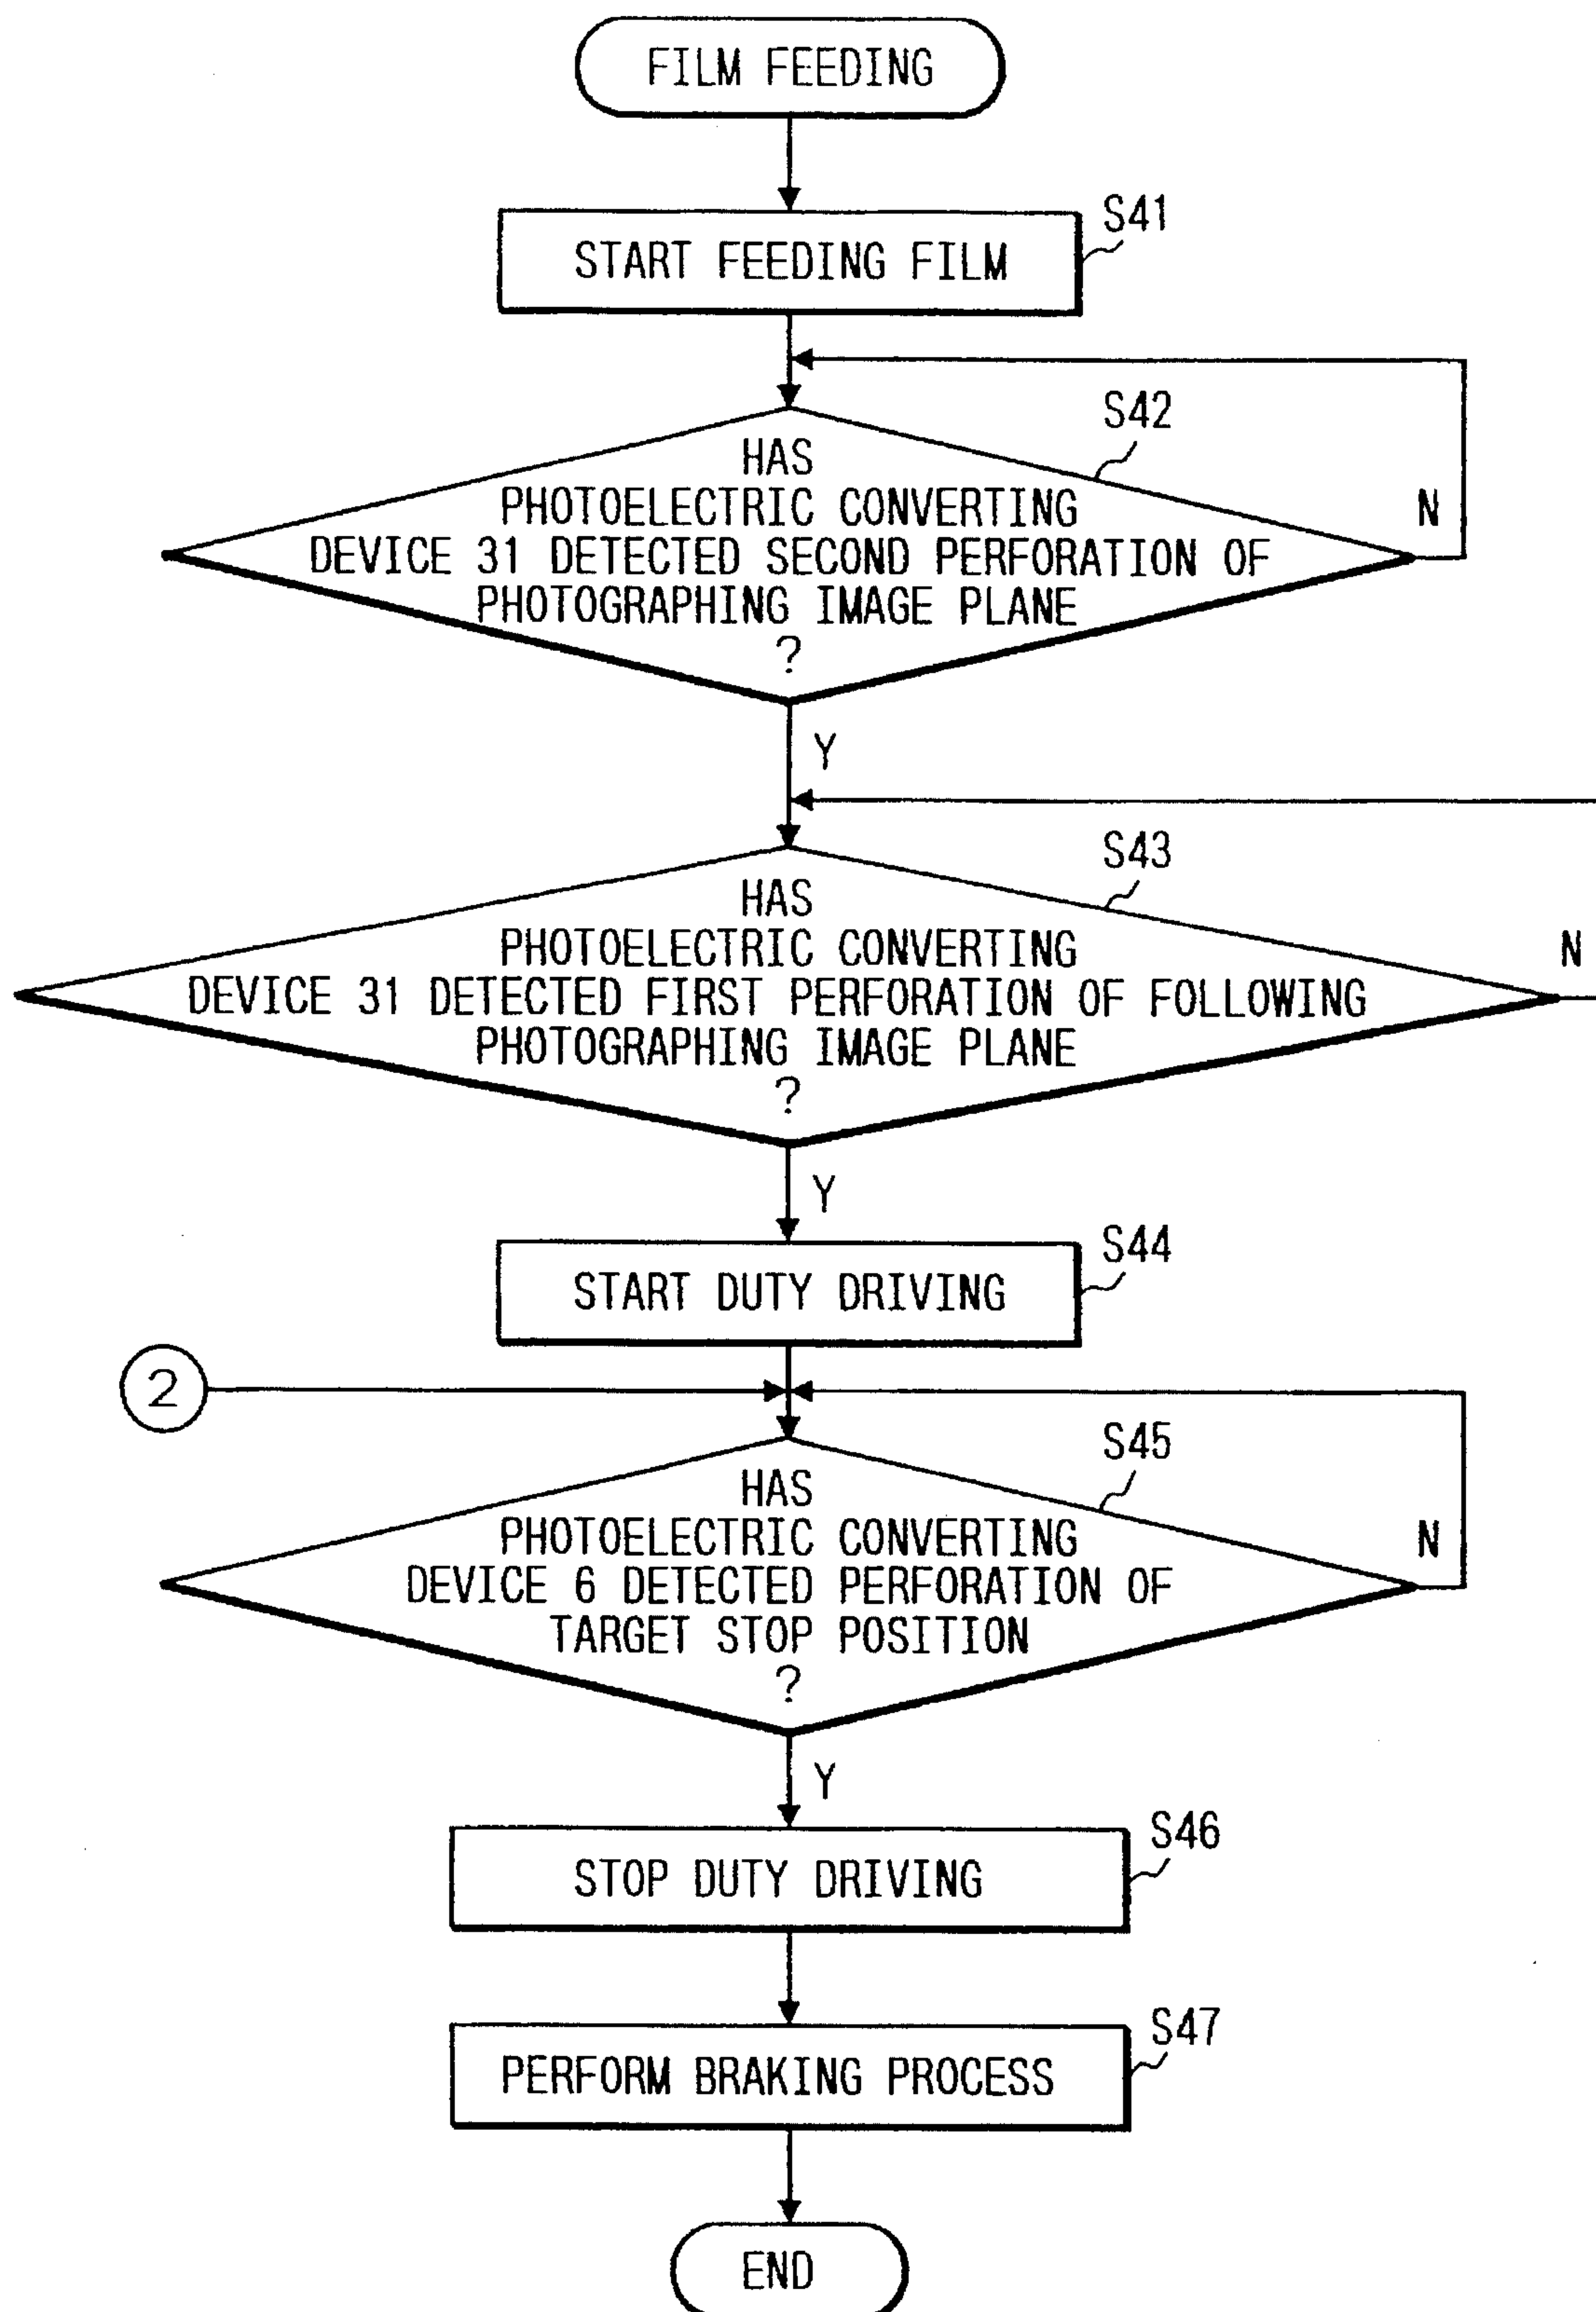 FILM FEEDING
S41
START FEEDING FILM
S42
HAS
PHOTOELECTRIC CONVERTING
DEVICE 31 DETECTED SECOND PERFORATION OF
PHOTOGRAPHING IMAGE PLANE
?
N
Y
S43
HAS
PHOTOELECTRIC CONVERTING
DEVICE 31 DETECTED FIRST PERFORATION OF FOLLOWING
PHOTOGRAPHING IMAGE PLANE
?
N
Y
S44
START DUTY DRIVING
2
S45
HAS
PHOTOELECTRIC CONVERTING
DEVICE 6 DETECTED PERFORATION OF
TARGET STOP POSITION
?
N
Y
S46
STOP DUTY DRIVING
S47
PERFORM BRAKING PROCESS
END